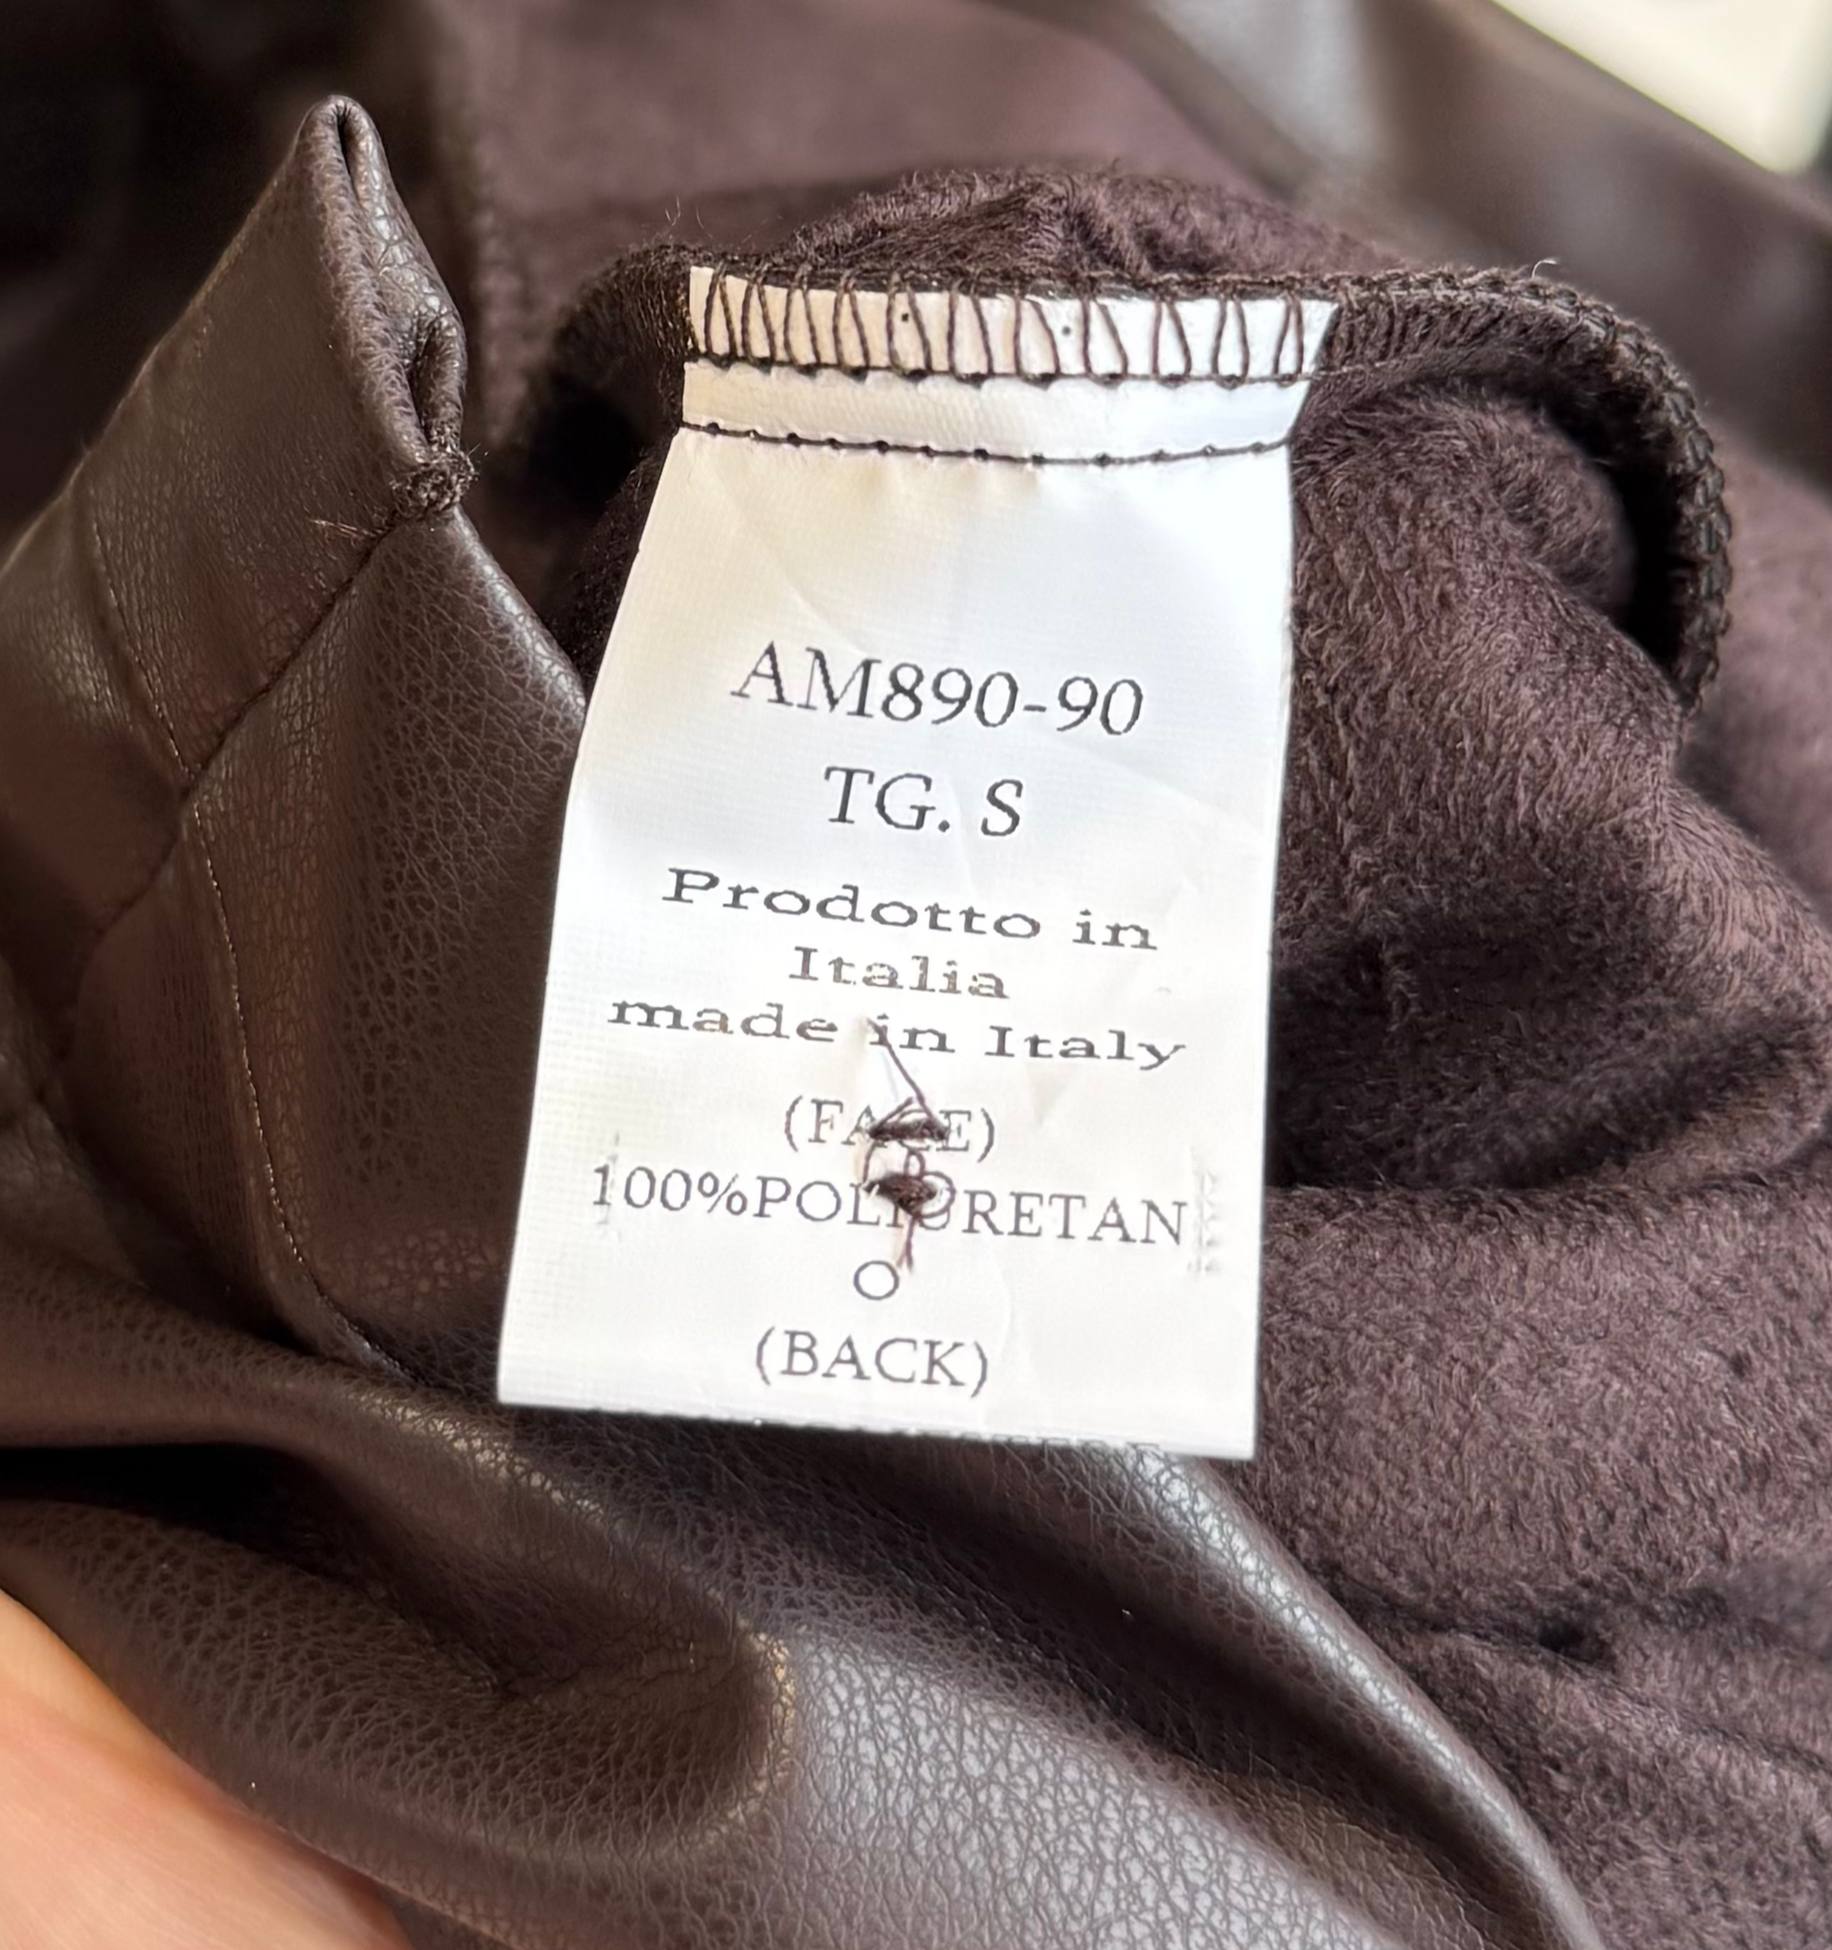 AM890-90
TG. S
Prodotto in
Italia
made in Italy
(FACE)
100%POLIURETAN
O
(BACK)